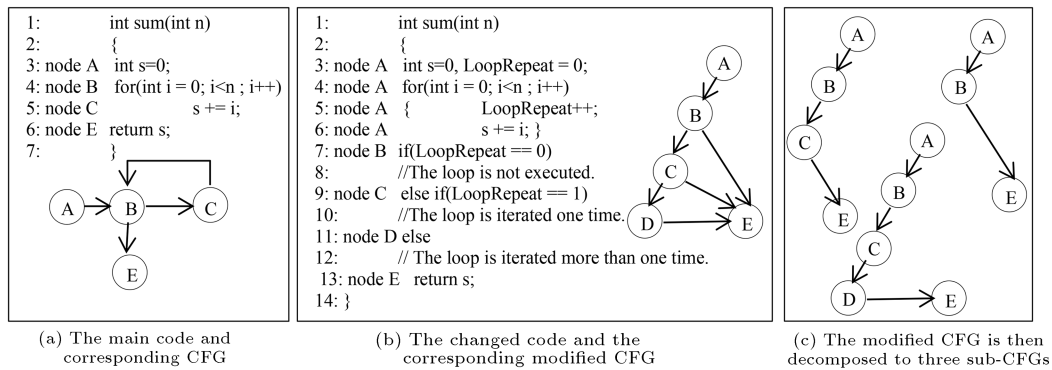 1: int sum(int n)
2: {
3: node A int s=0;
4: node B for(int i = 0; i<n ; i++)
5: node C s += i;
6: node E return s;
7: }
A
B
C
E
(a) The main code and
corresponding CFG
1: int sum(int n)
2: {
3: node A int s=0, LoopRepeat = 0;
4: node A for(int i = 0; i<n ; i++)
5: node A { LoopRepeat++;
6: node A s += i; }
7: node B if(LoopRepeat == 0)
8: //The loop is not executed.
9: node C else if(LoopRepeat == 1)
10: //The loop is iterated one time.
11: node D else
12: // The loop is iterated more than one time.
13: node E return s;
14: }
A
B
C
D
E
(b) The changed code and the
corresponding modified CFG
A
B
C
E
A
B
E
A
B
C
D
E
(c) The modified CFG is then
decomposed to three sub-CFGs